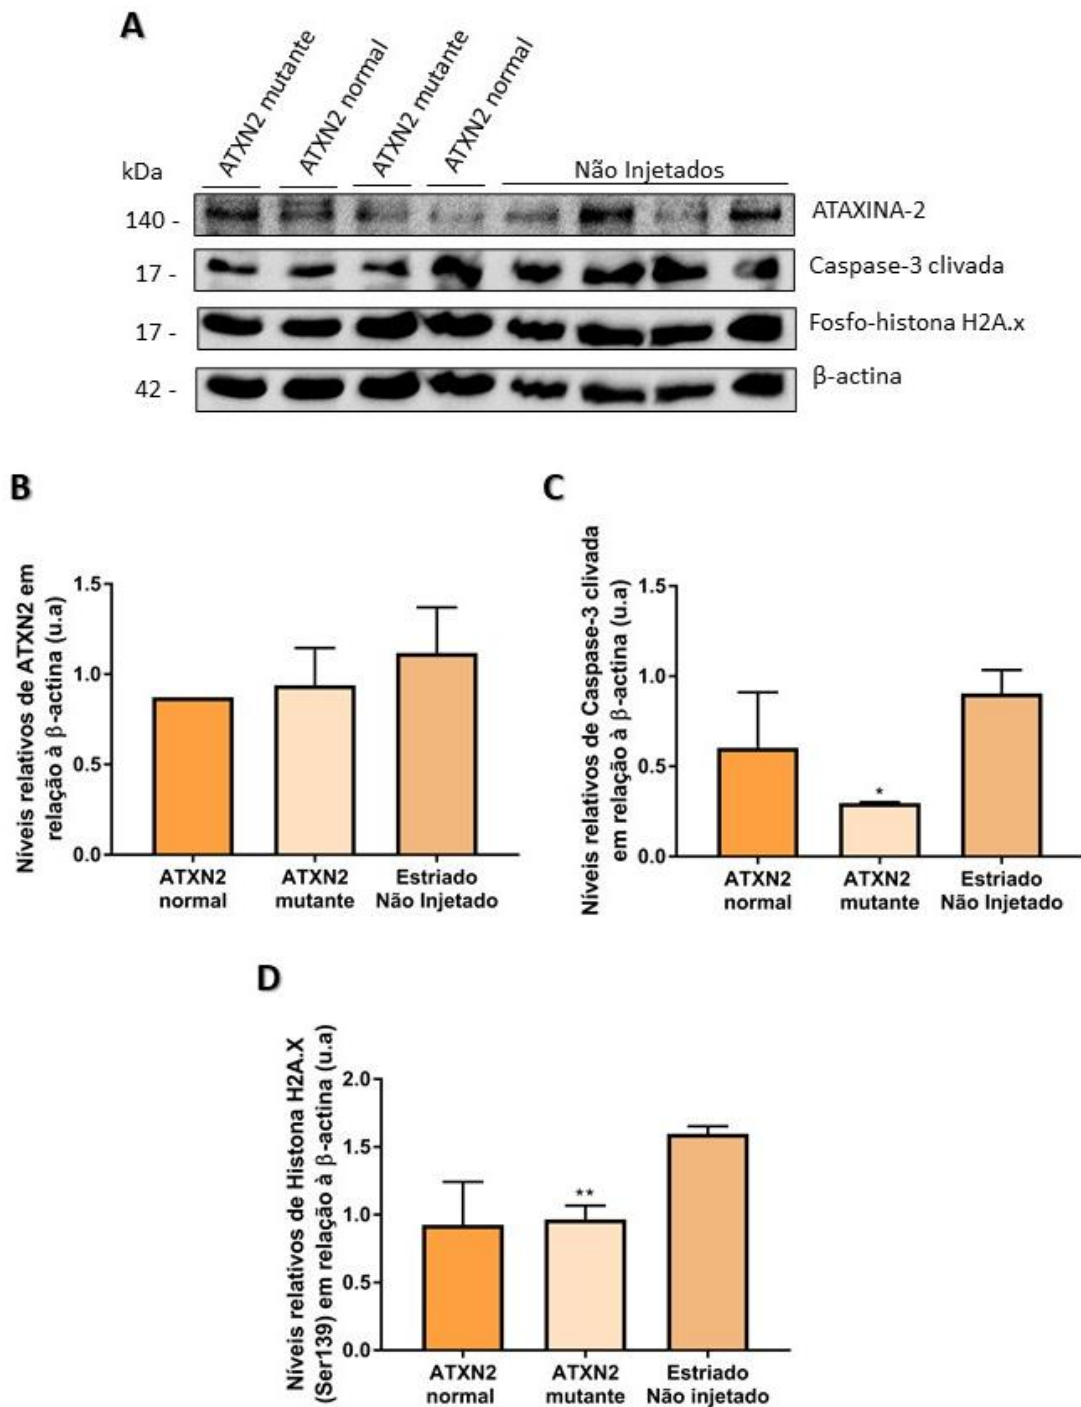 A
ATXN2 mutante
ATXN2 normal
ATXN2 mutante
ATXN2 normal
kDa
Não Injetados
140 -
ATAXINA-2
17 -
Caspase-3 clivada
17 -
Fosfo-histona H2A.x
42 -
β-actina
B
Níveis relativos de ATXN2 em
relação à β-actina (u.a)
1.5
1.0
0.5
0.0
ATXN2
normal
ATXN2
mutante
Estriado
Não Injetado
C
Níveis relativos de Caspase-3 clivada
em relação à β-actina (u.a)
1.5
1.0
0.5
0.0
*
ATXN2
normal
ATXN2
mutante
Estriado
Não Injetado
D
Níveis relativos de Histona H2A.X
(Ser139) em relação à β-actina (u.a)
2.0
1.5
1.0
0.5
0.0
**
ATXN2
normal
ATXN2
mutante
Estriado
Não injetado